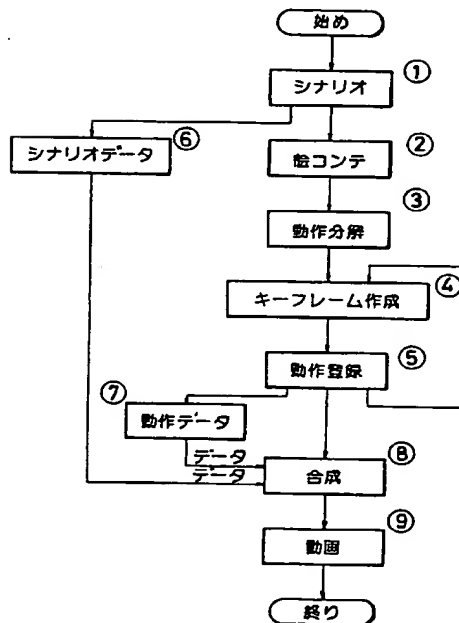 始め
①
シナリオ
⑥
シナリオデータ
②
絵コンテ
③
動作分解
④
キーフレーム作成
⑤
動作登録
⑦
動作データ
データ
データ
⑧
合成
⑨
動画
終り